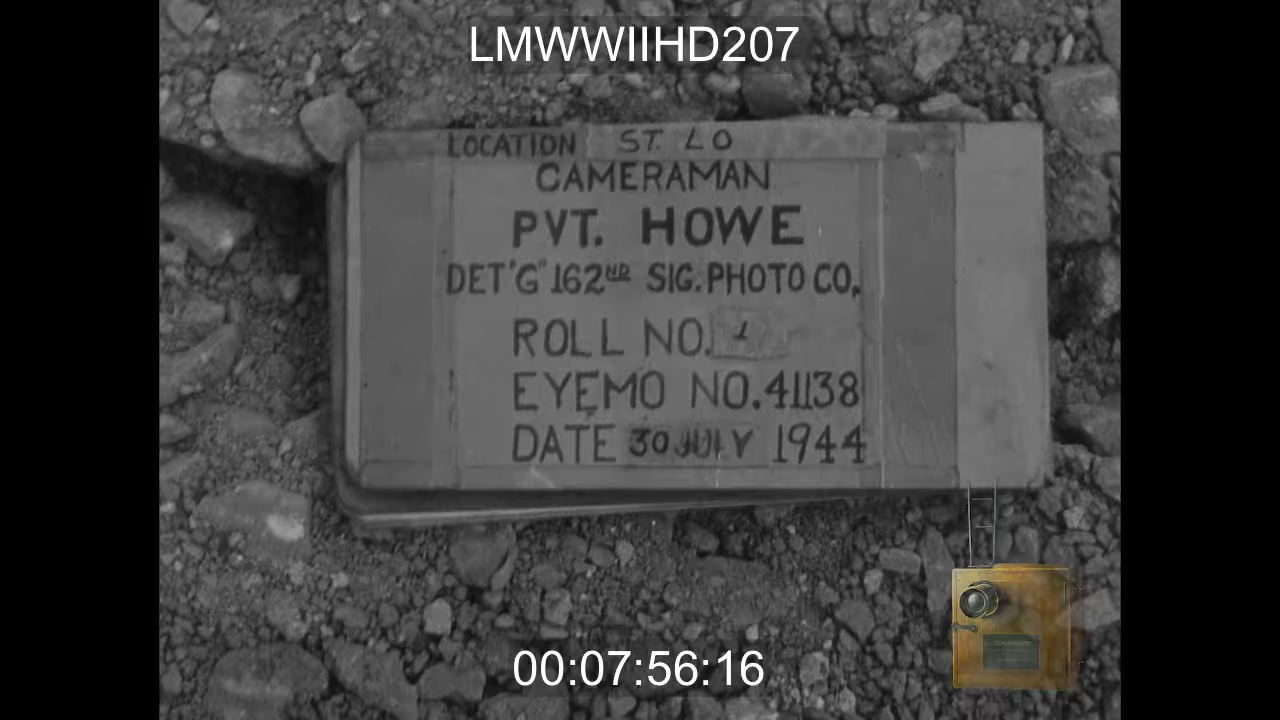 LMWWIIHD207
LOCATION ST. LO
CAMERAMAN
PVT. HOWE
DET "G" 162ND SIG. PHOTO CO.
ROLL NO. 1
EYEMO NO. 41138
DATE 30 JULY 1944
00:07:56:16